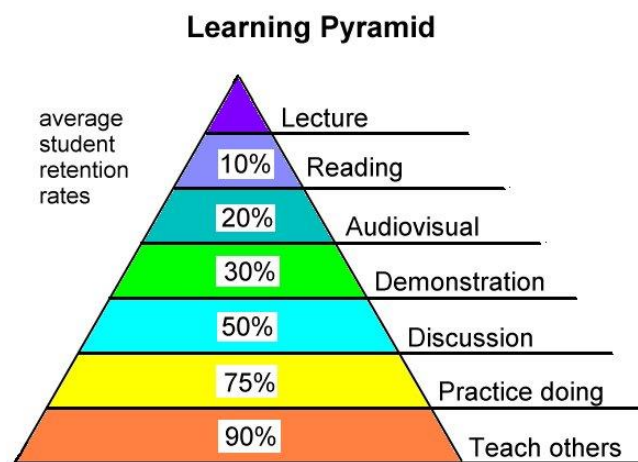 Learning Pyramid
average
student
retention
rates
Lecture
10% Reading
20% Audiovisual
30% Demonstration
50% Discussion
75% Practice doing
90% Teach others